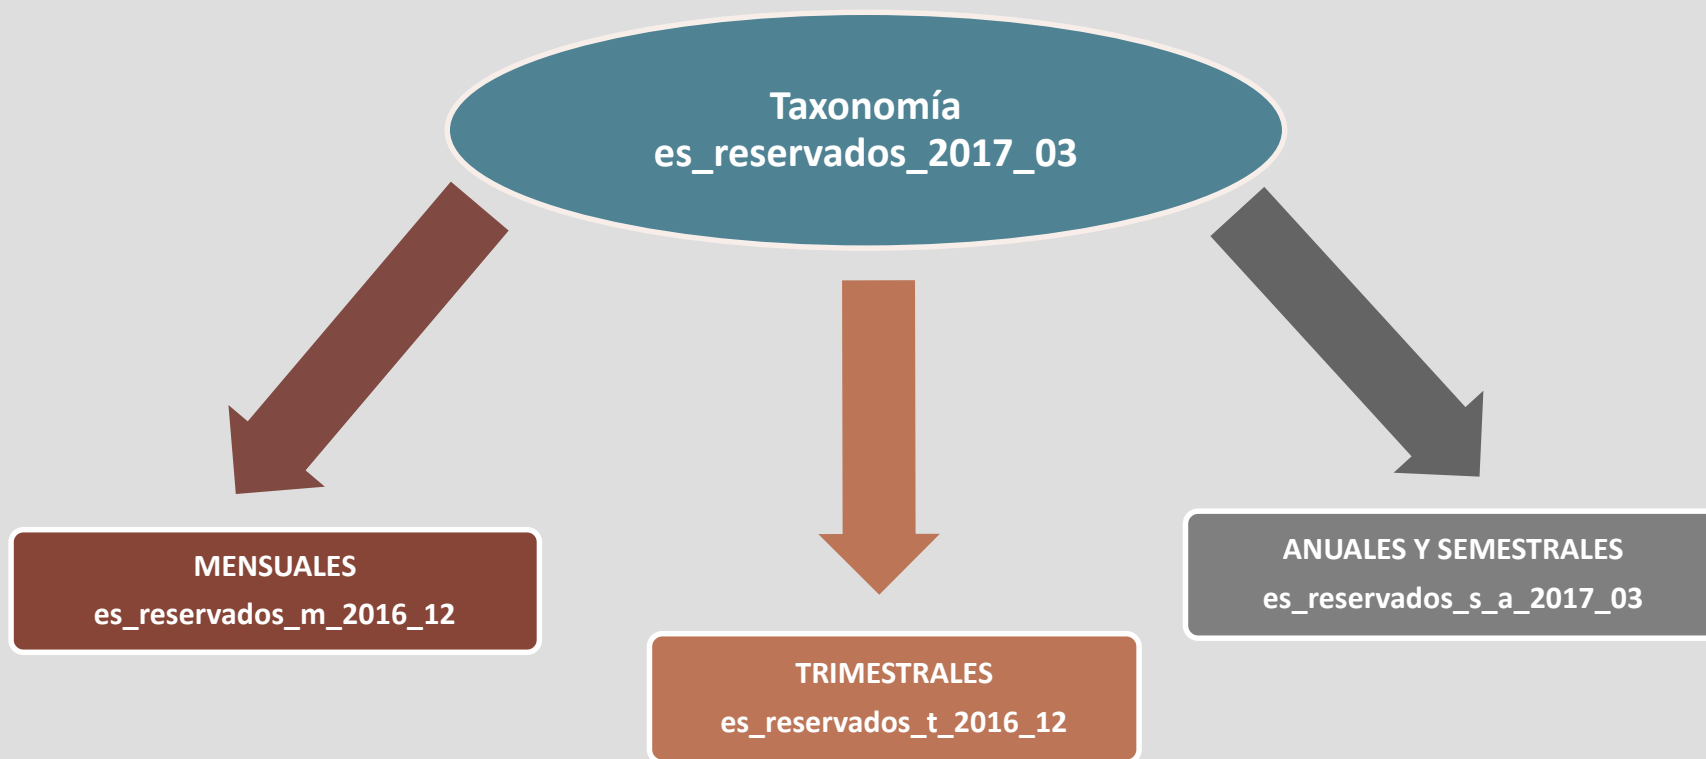 Taxonomía
es_reservados_2017_03
MENSUALES
es_reservados_m_2016_12
TRIMESTRALES
es_reservados_t_2016_12
ANUALES Y SEMESTRALES
es_reservados_s_a_2017_03